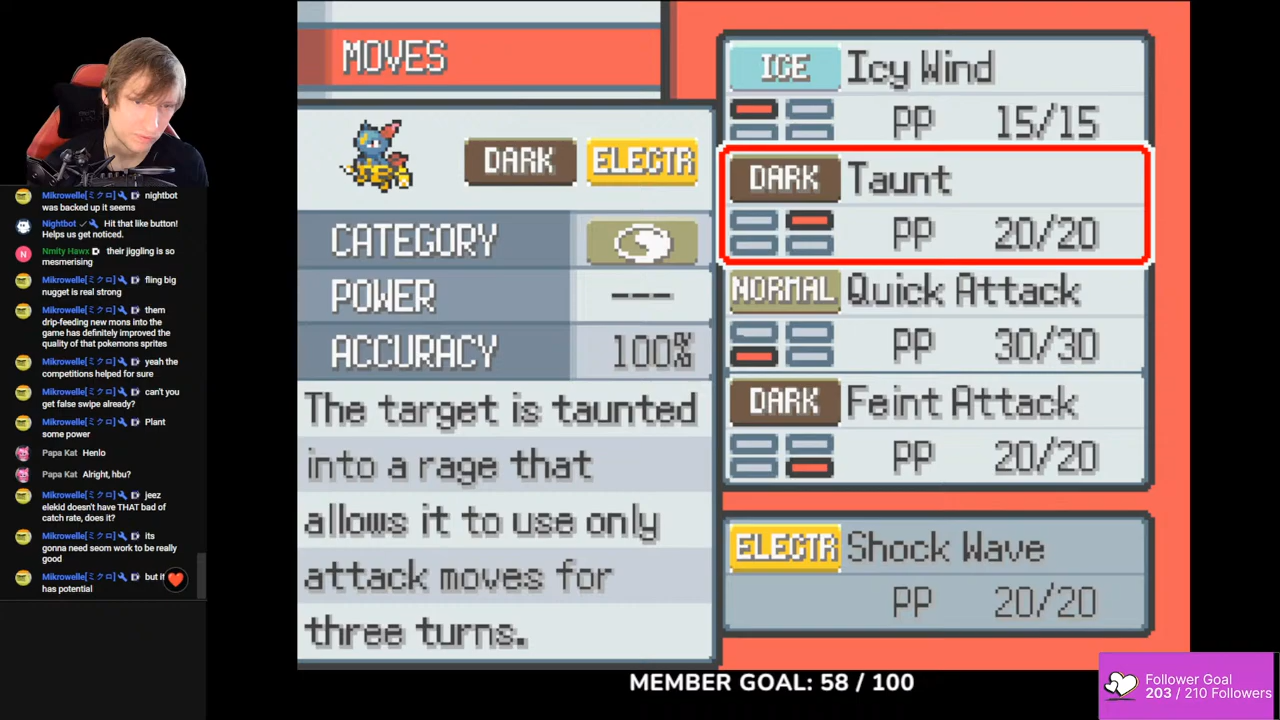 Mikrowelle[ミクロ] nightbot
was backed up it seems
Nightbot Hit that like button!
Helps us get noticed.
Nmity Hawx their jiggling is so
mesmerising
Mikrowelle[ミクロ] fling big
nugget is real strong
Mikrowelle[ミクロ] them
drip-feeding new mons into the
game has definitely improved the
quality of that pokemons sprites
Mikrowelle[ミクロ] yeah the
competitions helped for sure
Mikrowelle[ミクロ] can't you
get false swipe already?
Mikrowelle[ミクロ] Plant
some power
Papa Kat Henlo
Papa Kat Alright, hbu?
Mikrowelle[ミクロ] jeez
elekid doesn't have THAT bad of
catch rate, does it?
Mikrowelle[ミクロ] its
gonna need seom work to be really
good
Mikrowelle[ミクロ] but it
has potential
MOVES
DARK ELECTR
CATEGORY
POWER ---
ACCURACY 100%
The target is taunted
into a rage that
allows it to use only
attack moves for
three turns.
ICE Icy Wind
PP 15/15
DARK Taunt
PP 20/20
NORMAL Quick Attack
PP 30/30
DARK Feint Attack
PP 20/20
ELECTR Shock Wave
PP 20/20
MEMBER GOAL: 58 / 100
Follower Goal
203 / 210 Followers